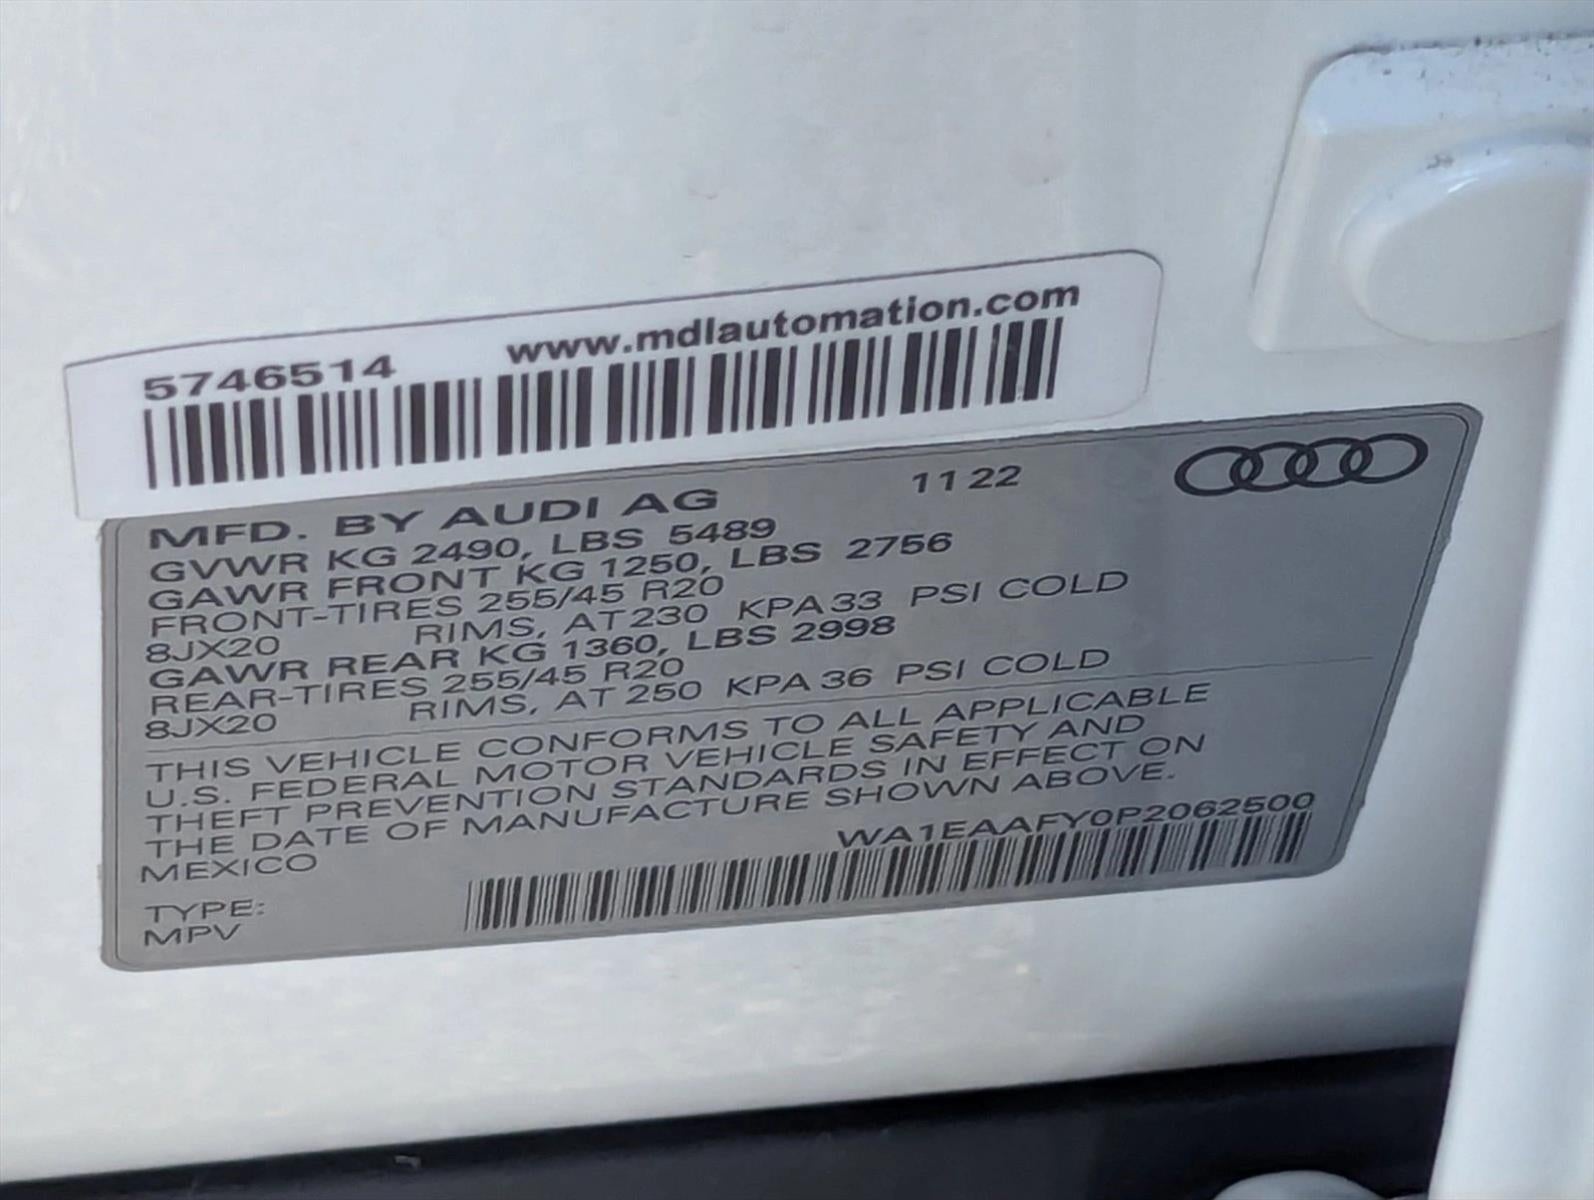 5746514 www.mdlautomation.com
MFD. BY AUDI AG 11 22
GVWR KG 2490, LBS 5489
GAWR FRONT KG 1250, LBS 2756
FRONT-TIRES 255/45 R20
8JX20 RIMS, AT 230 KPA 33 PSI COLD
GAWR REAR KG 1360, LBS 2998
REAR-TIRES 255/45 R20
8JX20 RIMS, AT 250 KPA 36 PSI COLD
THIS VEHICLE CONFORMS TO ALL APPLICABLE
U.S. FEDERAL MOTOR VEHICLE SAFETY AND
THEFT PREVENTION STANDARDS IN EFFECT ON
THE DATE OF MANUFACTURE SHOWN ABOVE.
MEXICO WA1EAAFY0P2062500
TYPE:
MPV